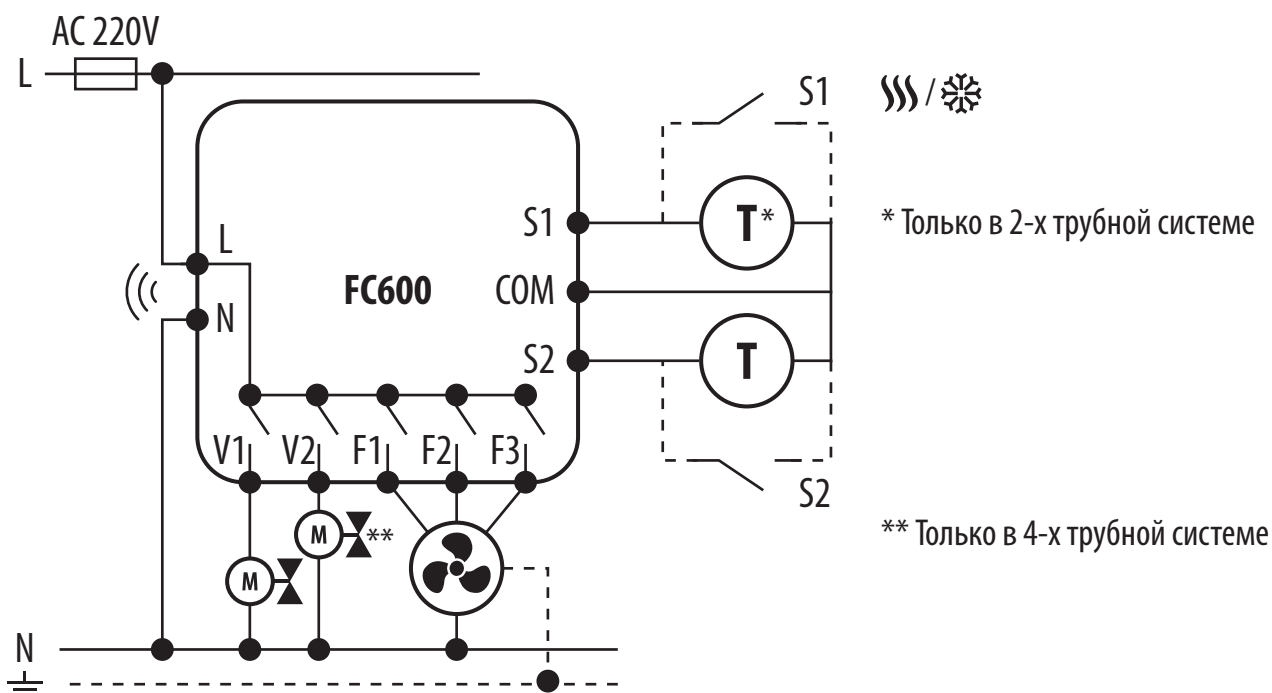 AC 220V
L
S1
S1
T*
* Только в 2-х трубной системе
L
FC600
COM
N
S2
T
V1 V2 F1 F2 F3
S2
M **
** Только в 4-х трубной системе
M
N